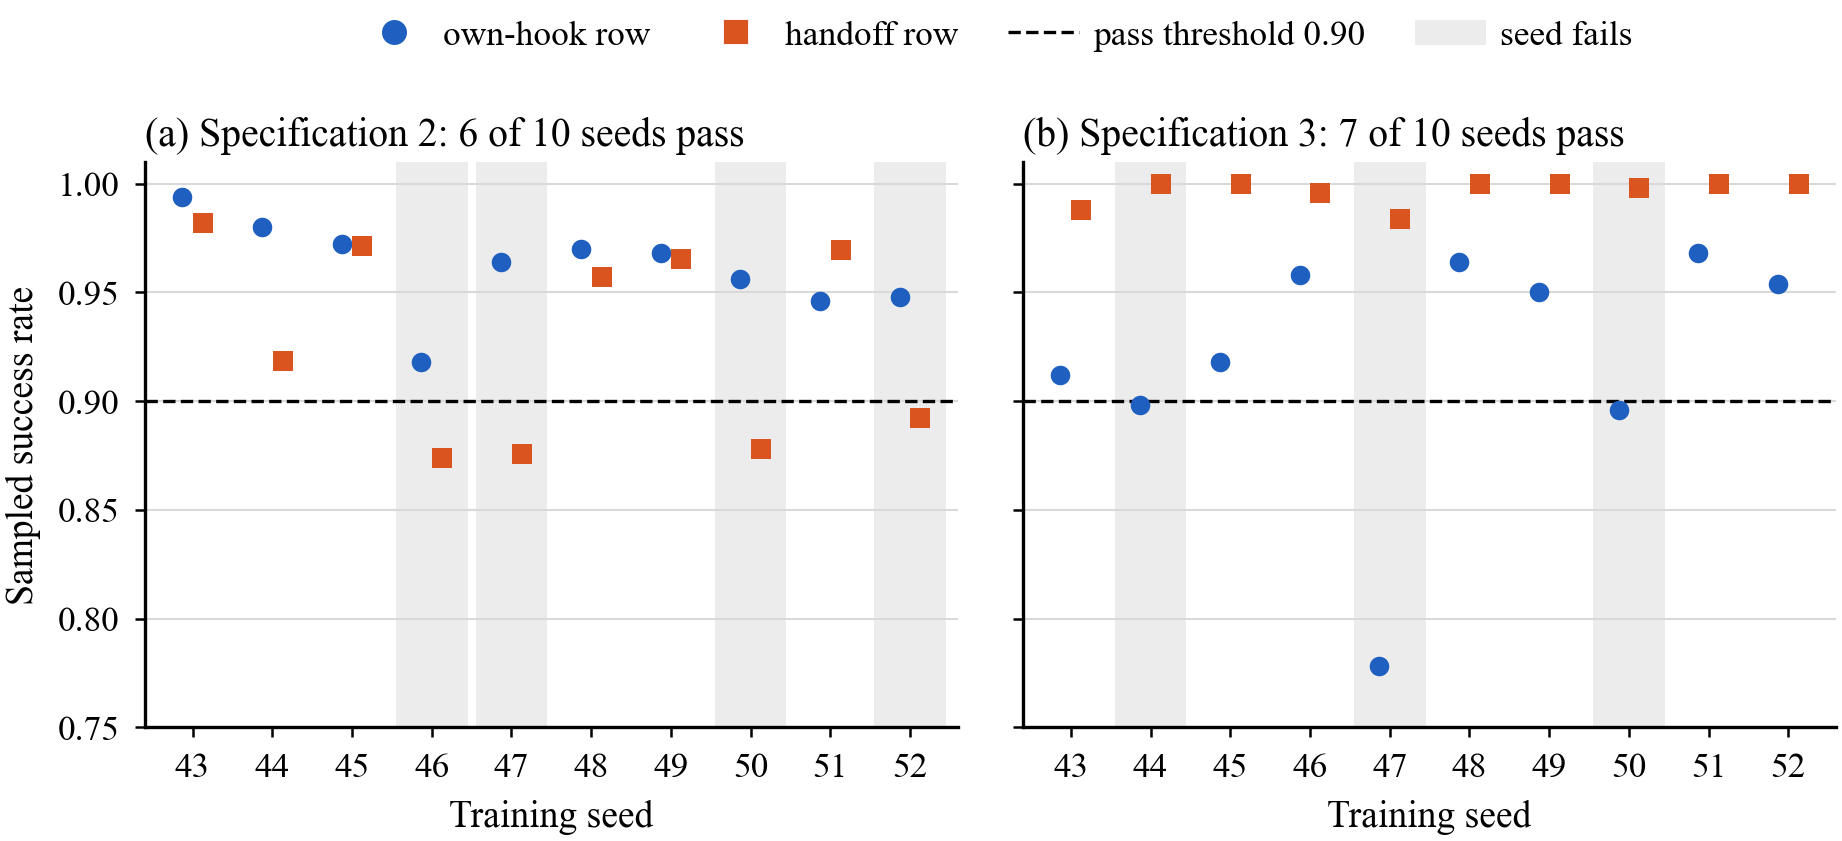 own-hook row
handoff row
pass threshold 0.90
seed fails
(a) Specification 2: 6 of 10 seeds pass
(b) Specification 3: 7 of 10 seeds pass
Sampled success rate
1.00
0.95
0.90
0.85
0.80
0.75
43 44 45 46 47 48 49 50 51 52
43 44 45 46 47 48 49 50 51 52
Training seed
Training seed